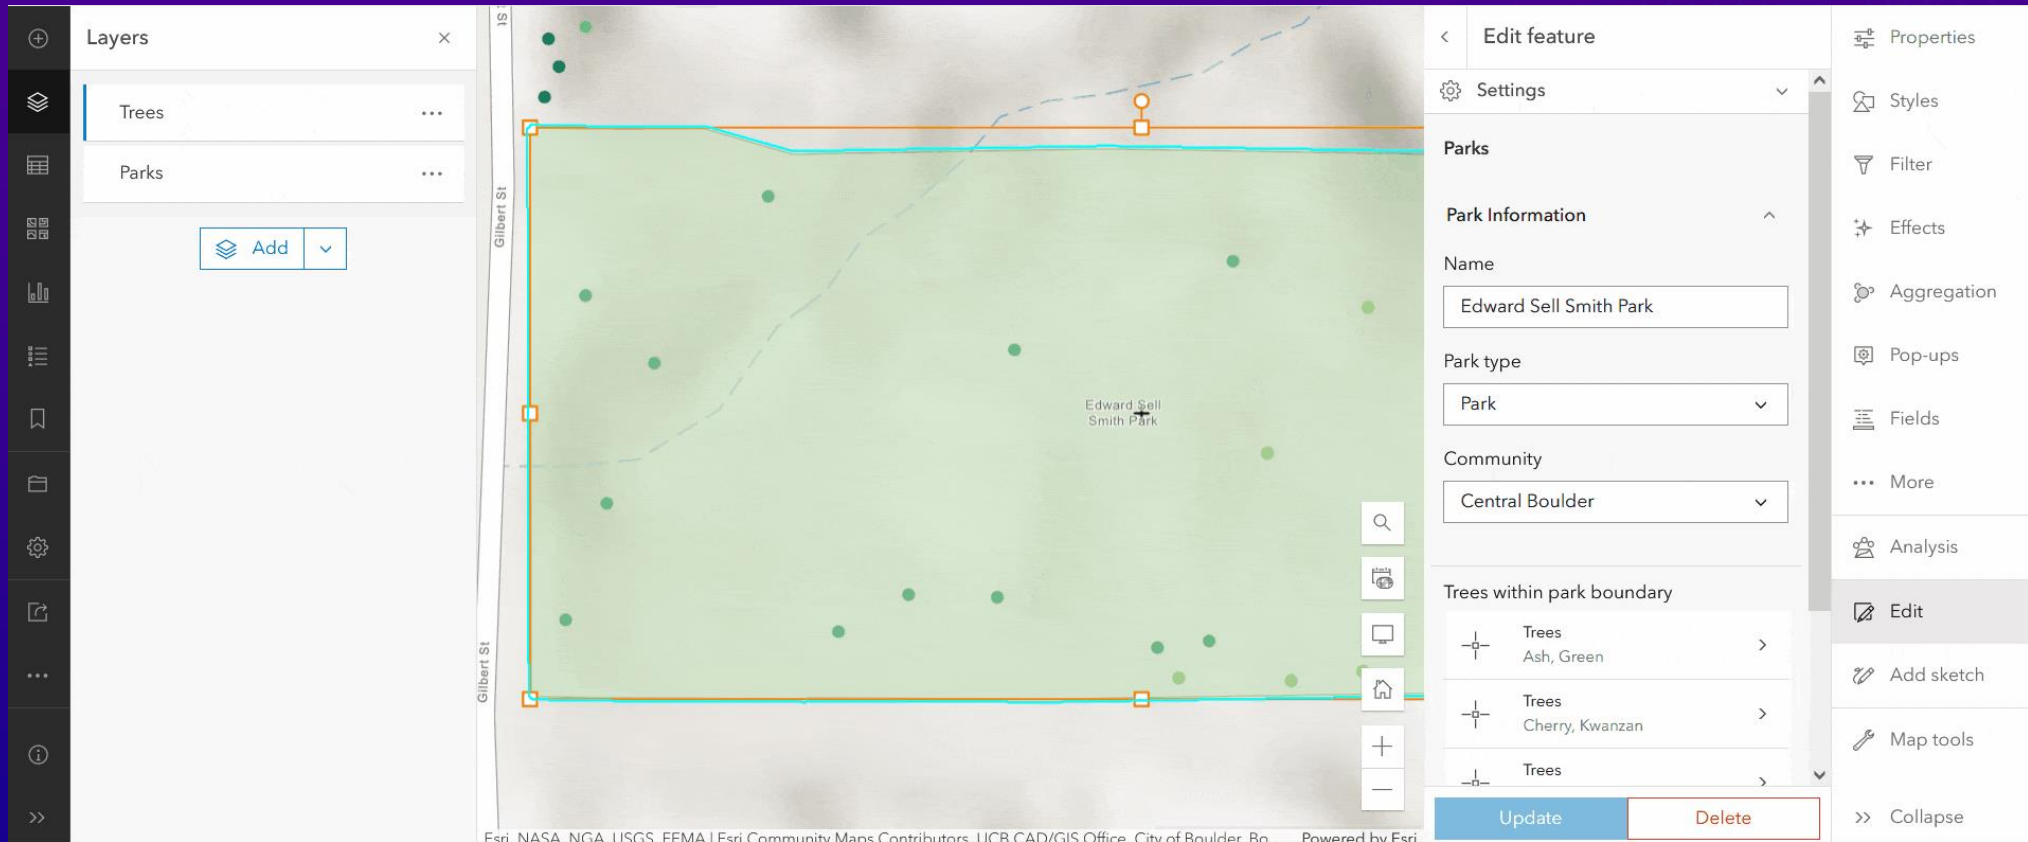 Layers
Trees
Parks
Add
St
Gilbert St
Gilbert St
Edward Sell
Smith Park
Esri, NASA, NGA, USGS, FEMA | Esri Community Maps Contributors, UCB CAD/GIS Office, City of Boulder, Bo...
Powered by Esri
Edit feature
Settings
Parks
Park Information
Name
Edward Sell Smith Park
Park type
Park
Community
Central Boulder
Trees within park boundary
Trees
Ash, Green
Trees
Cherry, Kwanzan
Trees
Update
Delete
Properties
Styles
Filter
Effects
Aggregation
Pop-ups
Fields
More
Analysis
Edit
Add sketch
Map tools
Collapse